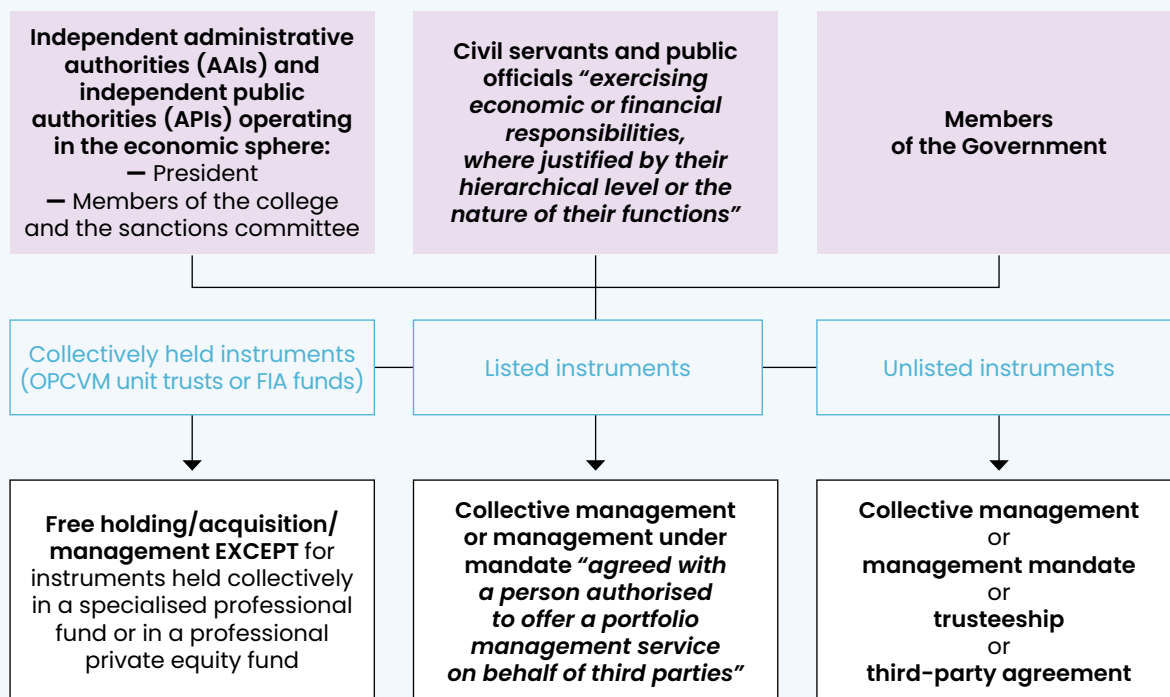 Independent administrative
authorities (AAIs) and
independent public
authorities (APIs) operating
in the economic sphere:
— President
— Members of the college
and the sanctions committee
Civil servants and public
officials “exercising
economic or financial
responsibilities,
where justified by their
hierarchical level or the
nature of their functions”
Members
of the Government
Collectively held instruments
(OPCVM unit trusts or FIA funds)
Listed instruments
Unlisted instruments
Free holding/acquisition/
management EXCEPT for
instruments held collectively
in a specialised professional
fund or in a professional
private equity fund
Collective management
or management under
mandate “agreed with
a person authorised
to offer a portfolio
management service
on behalf of third parties”
Collective management
or
management mandate
or
trusteeship
or
third-party agreement